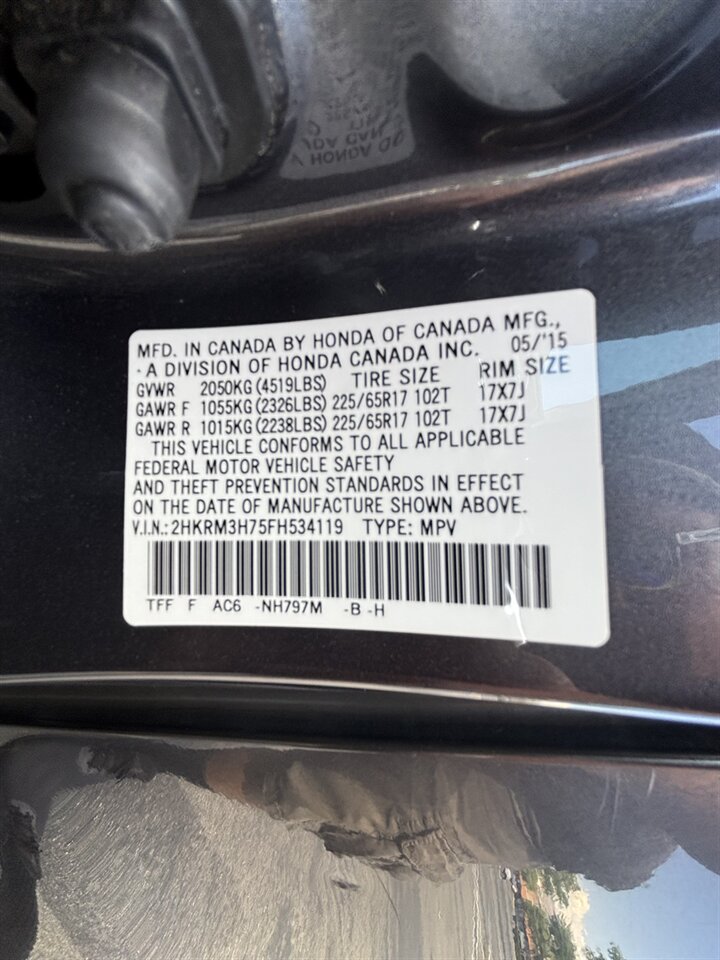 MFD. IN CANADA BY HONDA OF CANADA MFG.,
A DIVISION OF HONDA CANADA INC. 05/'15
GVWR 2050KG (4519LBS) TIRE SIZE RIM SIZE
GAWR F 1055KG (2326LBS) 225/65R17 102T 17X7J
GAWR R 1015KG (2238LBS) 225/65R17 102T 17X7J
THIS VEHICLE CONFORMS TO ALL APPLICABLE
FEDERAL MOTOR VEHICLE SAFETY
AND THEFT PREVENTION STANDARDS IN EFFECT
ON THE DATE OF MANUFACTURE SHOWN ABOVE.
V.I.N.: 2HKRM3H75FH534119 TYPE: MPV
TFF F AC6 -NH797M -B -H